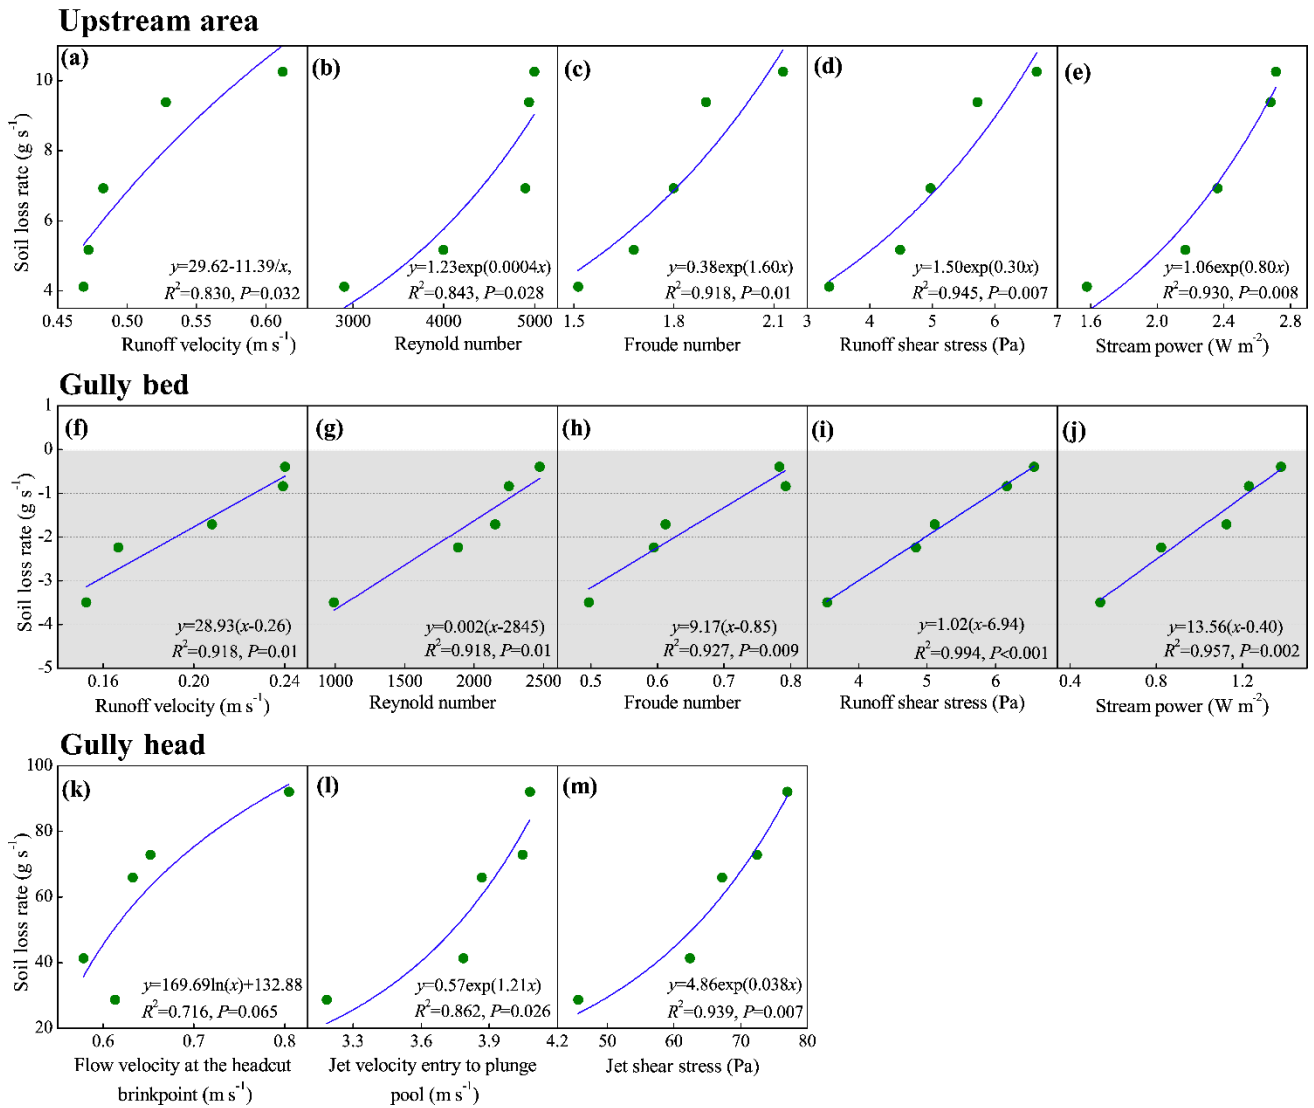 Upstream area
Soil loss rate (g s⁻¹)
10
8
6
4
(a)
y=29.62-11.39/x,
R²=0.830, P=0.032
0.45
0.50
0.55
0.60
Runoff velocity (m s⁻¹)
(b)
y=1.23exp(0.0004x)
R²=0.843, P=0.028
3000
4000
5000
Reynold number
(c)
y=0.38exp(1.60x)
R²=0.918, P=0.01
1.5
1.8
2.1
Froude number
(d)
y=1.50exp(0.30x)
R²=0.945, P=0.007
3
4
5
6
7
Runoff shear stress (Pa)
(e)
y=1.06exp(0.80x)
R²=0.930, P=0.008
1.6
2.0
2.4
2.8
Stream power (W m⁻²)
Gully bed
Soil loss rate (g s⁻¹)
1
0
-1
-2
-3
-4
-5
(f)
y=28.93(x-0.26)
R²=0.918, P=0.01
0.16
0.20
0.24
Runoff velocity (m s⁻¹)
(g)
y=0.002(x-2845)
R²=0.918, P=0.01
1000
1500
2000
2500
Reynold number
(h)
y=9.17(x-0.85)
R²=0.927, P=0.009
0.5
0.6
0.7
0.8
Froude number
(i)
y=1.02(x-6.94)
R²=0.994, P<0.001
4
5
6
Runoff shear stress (Pa)
(j)
y=13.56(x-0.40)
R²=0.957, P=0.002
0.4
0.8
1.2
Stream power (W m⁻²)
Gully head
Soil loss rate (g s⁻¹)
100
80
60
40
20
(k)
y=169.69ln(x)+132.88
R²=0.716, P=0.065
0.6
0.7
0.8
Flow velocity at the headcut
brinkpoint (m s⁻¹)
(l)
y=0.57exp(1.21x)
R²=0.862, P=0.026
3.3
3.6
3.9
4.2
Jet velocity entry to plunge
pool (m s⁻¹)
(m)
y=4.86exp(0.038x)
R²=0.939, P=0.007
50
60
70
80
Jet shear stress (Pa)